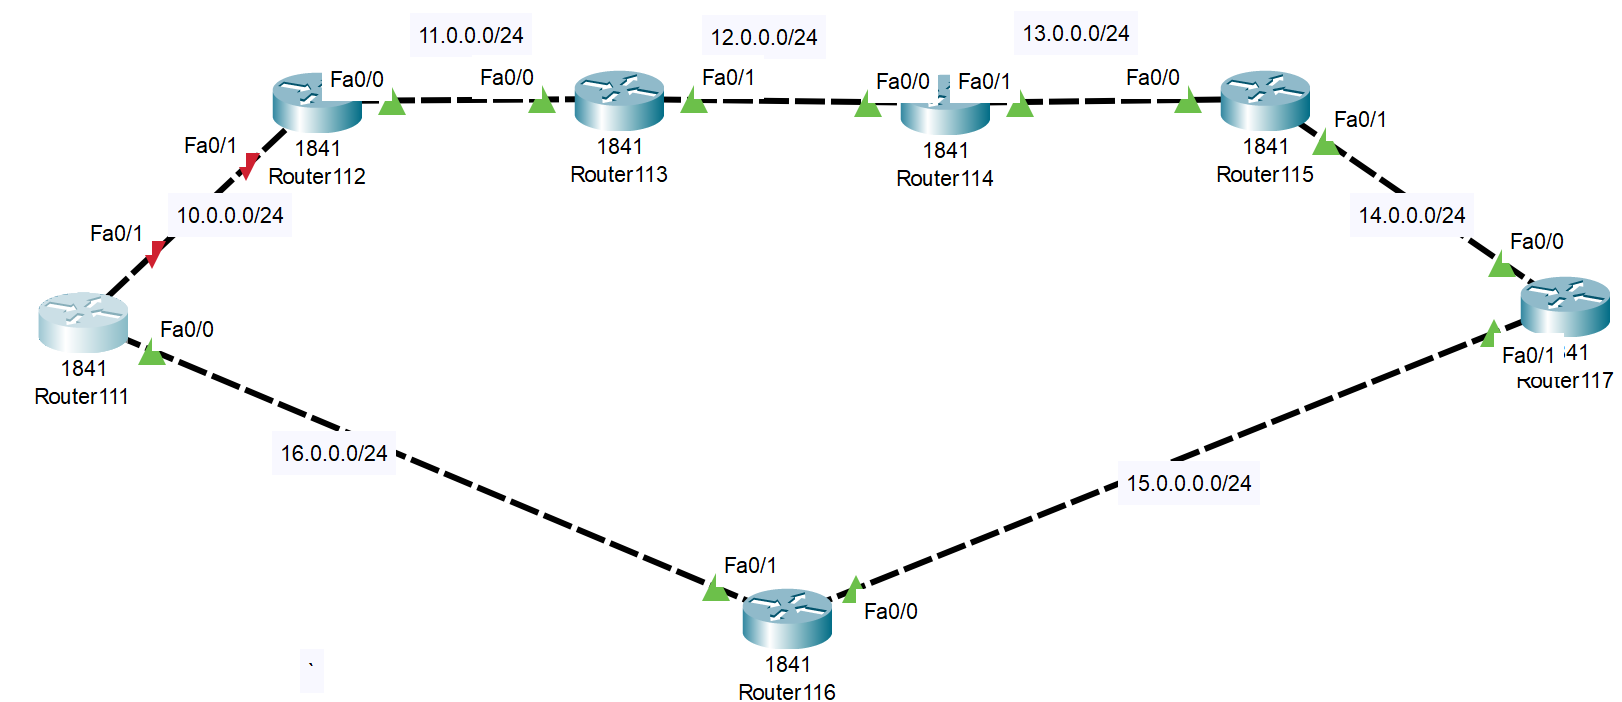 11.0.0.0/24
12.0.0.0/24
13.0.0.0/24
Fa0/0
Fa0/0
Fa0/1
Fa0/0
Fa0/1
Fa0/0
Fa0/1
1841
Router112
1841
Router113
1841
Router114
1841
Router115
Fa0/1
10.0.0.0/24
14.0.0.0/24
Fa0/1
Fa0/0
Fa0/0
1841
Router111
Fa0/1
41
Router117
16.0.0.0/24
15.0.0.0.0/24
Fa0/1
Fa0/0
1841
Router116
`